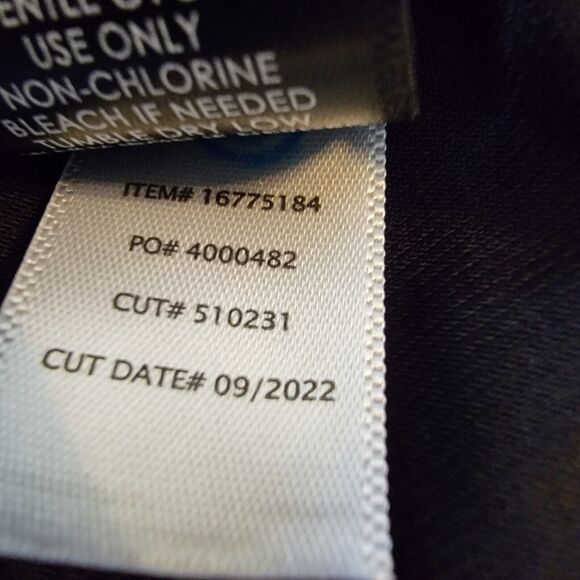 USE ONLY
NON-CHLORINE
BLEACH IF NEEDED
TUMBLE DRY LOW
ITEM# 16775184
PO# 4000482
CUT# 510231
CUT DATE# 09/2022